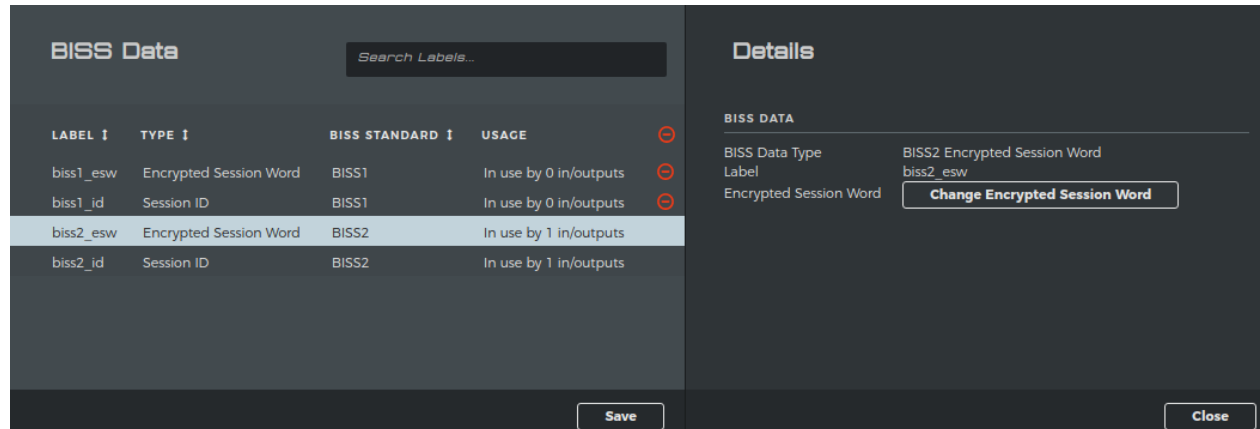 BISS Data
Search Labels...
LABEL TYPE BISS STANDARD USAGE
biss1_esw Encrypted Session Word BISS1 In use by 0 in/outputs
biss1_id Session ID BISS1 In use by 0 in/outputs
biss2_esw Encrypted Session Word BISS2 In use by 1 in/outputs
biss2_id Session ID BISS2 In use by 1 in/outputs
Save
Details
BISS DATA
BISS Data Type BISS2 Encrypted Session Word
Label biss2_esw
Encrypted Session Word Change Encrypted Session Word
Close